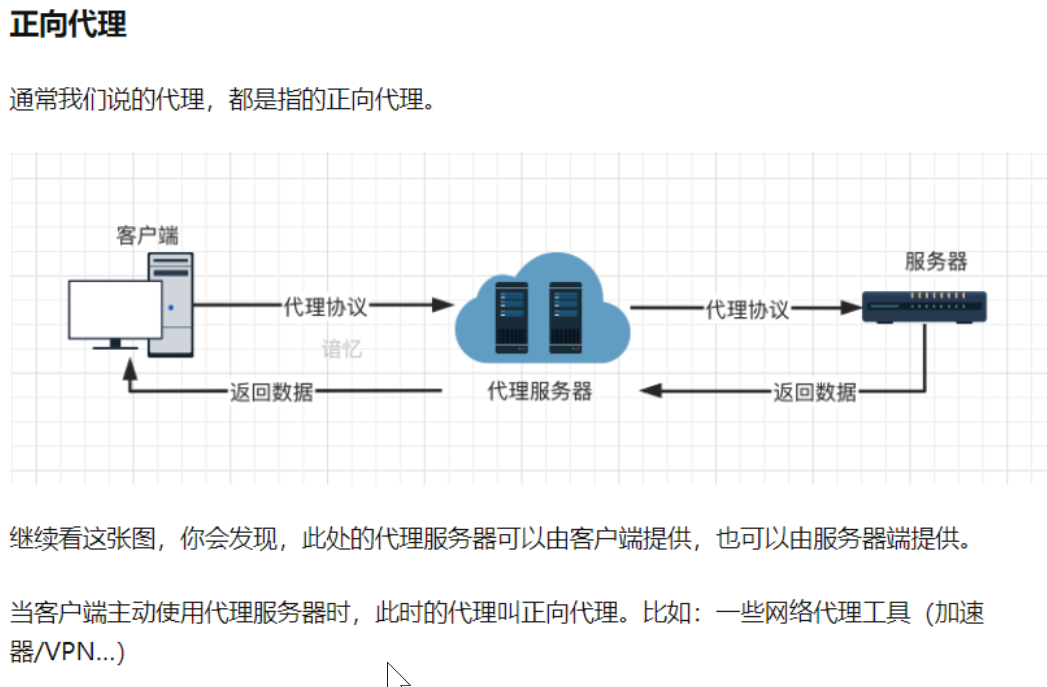 正向代理
通常我们说的代理，都是指的正向代理。
客户端
服务器
代理协议
代理协议
谙忆
代理服务器
返回数据
返回数据
继续看这张图，你会发现，此处的代理服务器可以由客户端提供，也可以由服务器端提供。
当客户端主动使用代理服务器时，此时的代理叫正向代理。比如：一些网络代理工具（加速
器/VPN...）